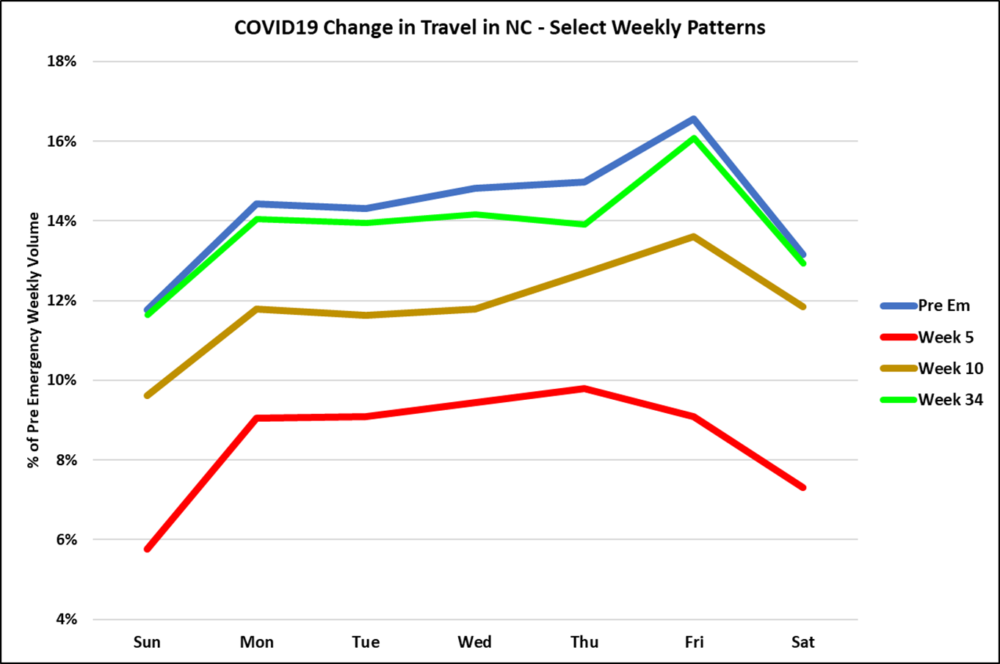 COVID19 Change in Travel in NC - Select Weekly Patterns
% of Pre Emergency Weekly Volume
18%
16%
14%
12%
10%
8%
6%
4%
Sun Mon Tue Wed Thu Fri Sat
Pre Em
Week 5
Week 10
Week 34